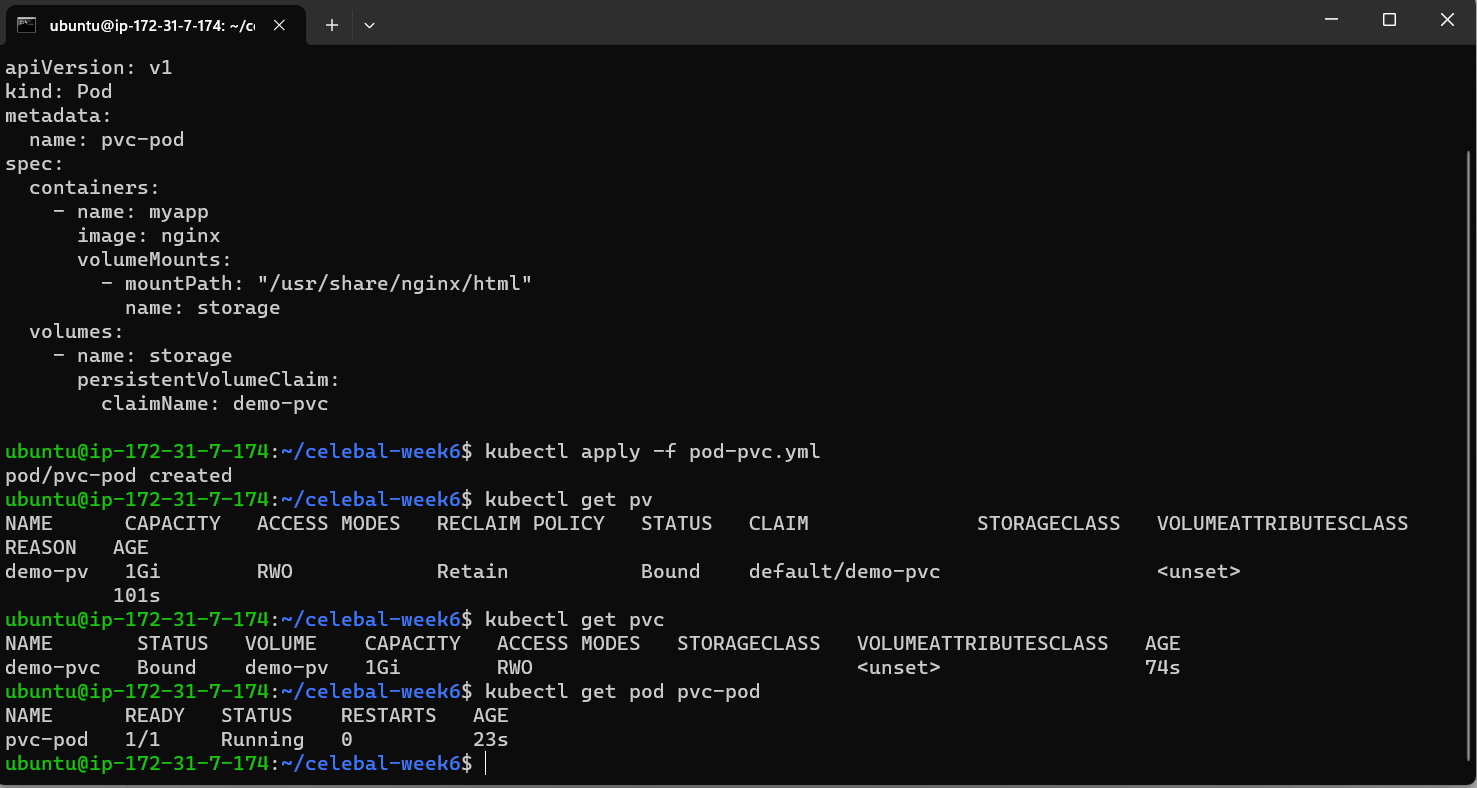 ubuntu@ip-172-31-7-174: ~/c
apiVersion: v1
kind: Pod
metadata:
  name: pvc-pod
spec:
  containers:
    - name: myapp
      image: nginx
      volumeMounts:
        - mountPath: "/usr/share/nginx/html"
          name: storage
  volumes:
    - name: storage
      persistentVolumeClaim:
        claimName: demo-pvc
ubuntu@ip-172-31-7-174:~/celebal-week6$ kubectl apply -f pod-pvc.yml
pod/pvc-pod created
ubuntu@ip-172-31-7-174:~/celebal-week6$ kubectl get pv
NAME      CAPACITY   ACCESS MODES   RECLAIM POLICY   STATUS   CLAIM              STORAGECLASS   VOLUMEATTRIBUTESCLASS
REASON   AGE
demo-pv   1Gi        RWO            Retain           Bound    default/demo-pvc                  <unset>
         101s
ubuntu@ip-172-31-7-174:~/celebal-week6$ kubectl get pvc
NAME       STATUS   VOLUME    CAPACITY   ACCESS MODES   STORAGECLASS   VOLUMEATTRIBUTESCLASS   AGE
demo-pvc   Bound    demo-pv   1Gi        RWO                           <unset>                 74s
ubuntu@ip-172-31-7-174:~/celebal-week6$ kubectl get pod pvc-pod
NAME      READY   STATUS    RESTARTS   AGE
pvc-pod   1/1     Running   0          23s
ubuntu@ip-172-31-7-174:~/celebal-week6$